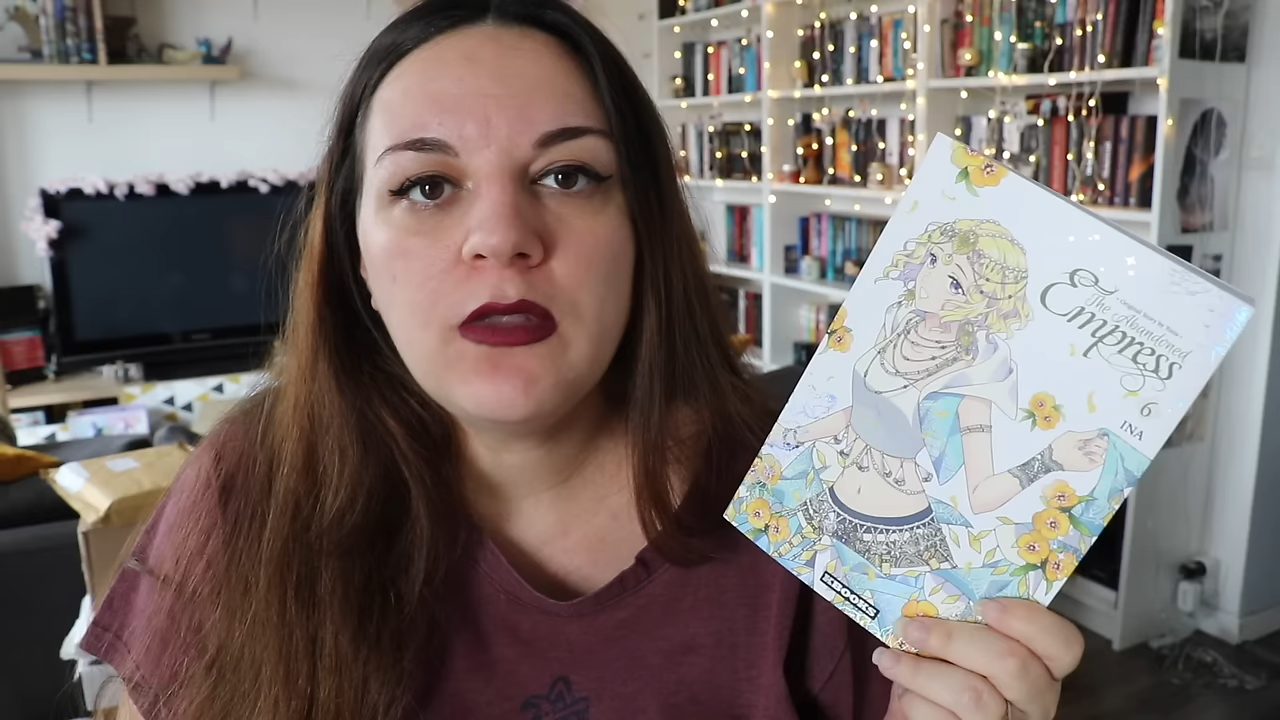 - Original Story by Yuna -
The Abandoned
Empress
6
INA
KBOOKS